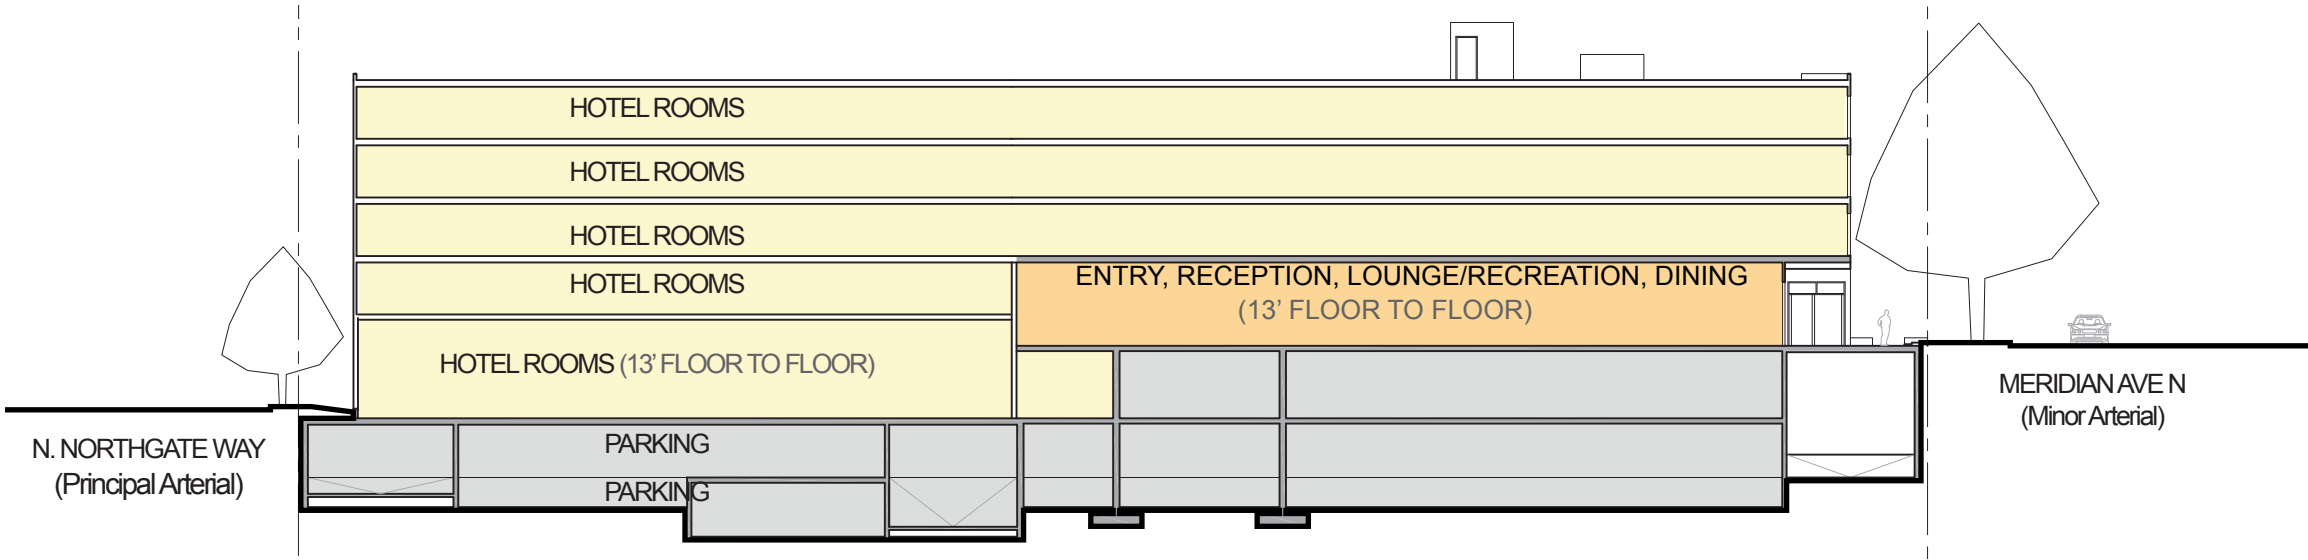 HOTEL ROOMS
HOTEL ROOMS
HOTEL ROOMS
HOTEL ROOMS
ENTRY, RECEPTION, LOUNGE/RECREATION, DINING
(13’ FLOOR TO FLOOR)
HOTEL ROOMS (13’ FLOOR TO FLOOR)
MERIDIAN AVE N
(Minor Arterial)
N. NORTHGATE WAY
(Principal Arterial)
PARKING
PARKING